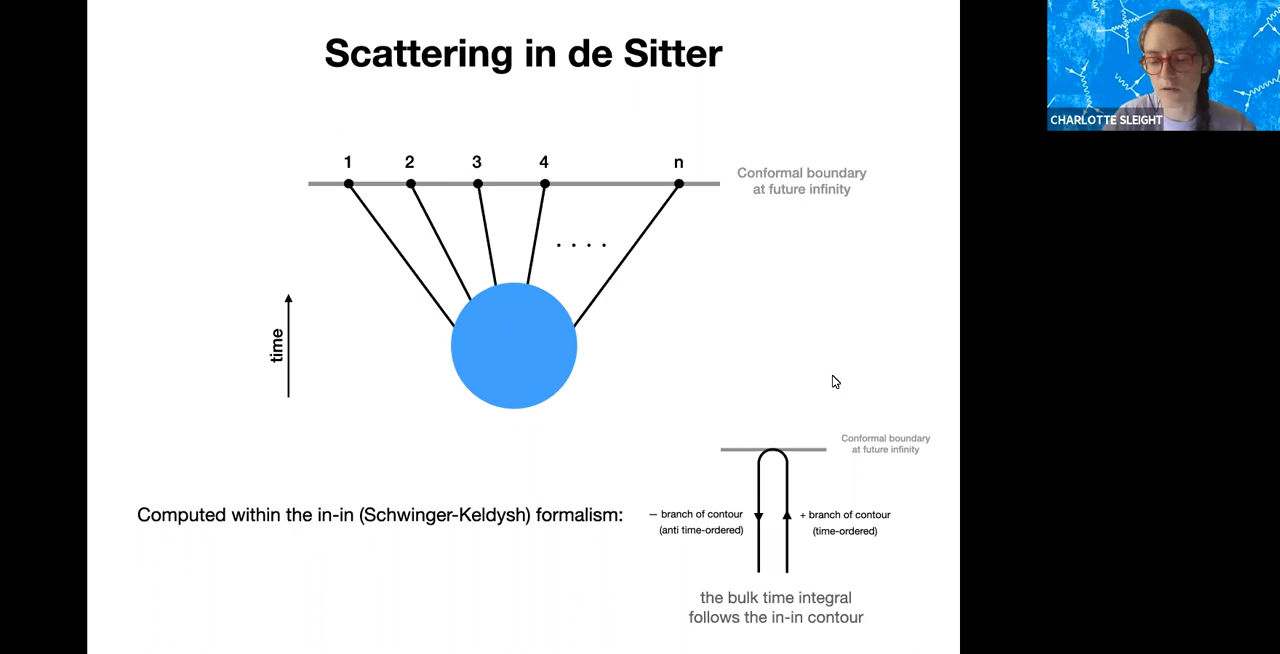 Scattering in de Sitter
CHARLOTTE SLEIGHT
1 2 3 4 n
Conformal boundary
at future infinity
. . . .
time
Conformal boundary
at future infinity
Computed within the in-in (Schwinger-Keldysh) formalism:
− branch of contour
(anti time-ordered)
+ branch of contour
(time-ordered)
the bulk time integral
follows the in-in contour